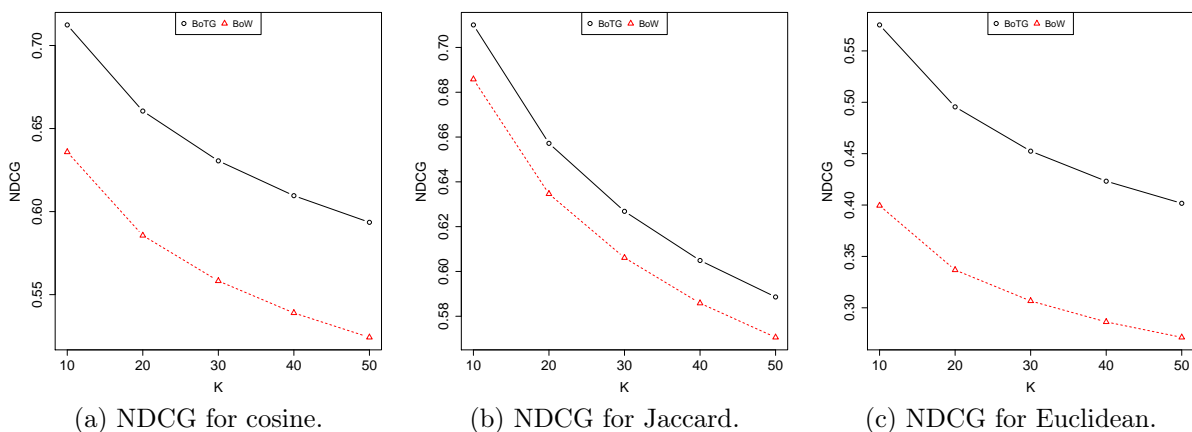 BoTG BoW
NDCG
0.70
0.65
0.60
0.55
10 20 30 40 50
K
(a) NDCG for cosine.
BoTG BoW
NDCG
0.70
0.68
0.66
0.64
0.62
0.60
0.58
10 20 30 40 50
K
(b) NDCG for Jaccard.
BoTG BoW
NDCG
0.55
0.50
0.45
0.40
0.35
0.30
10 20 30 40 50
K
(c) NDCG for Euclidean.